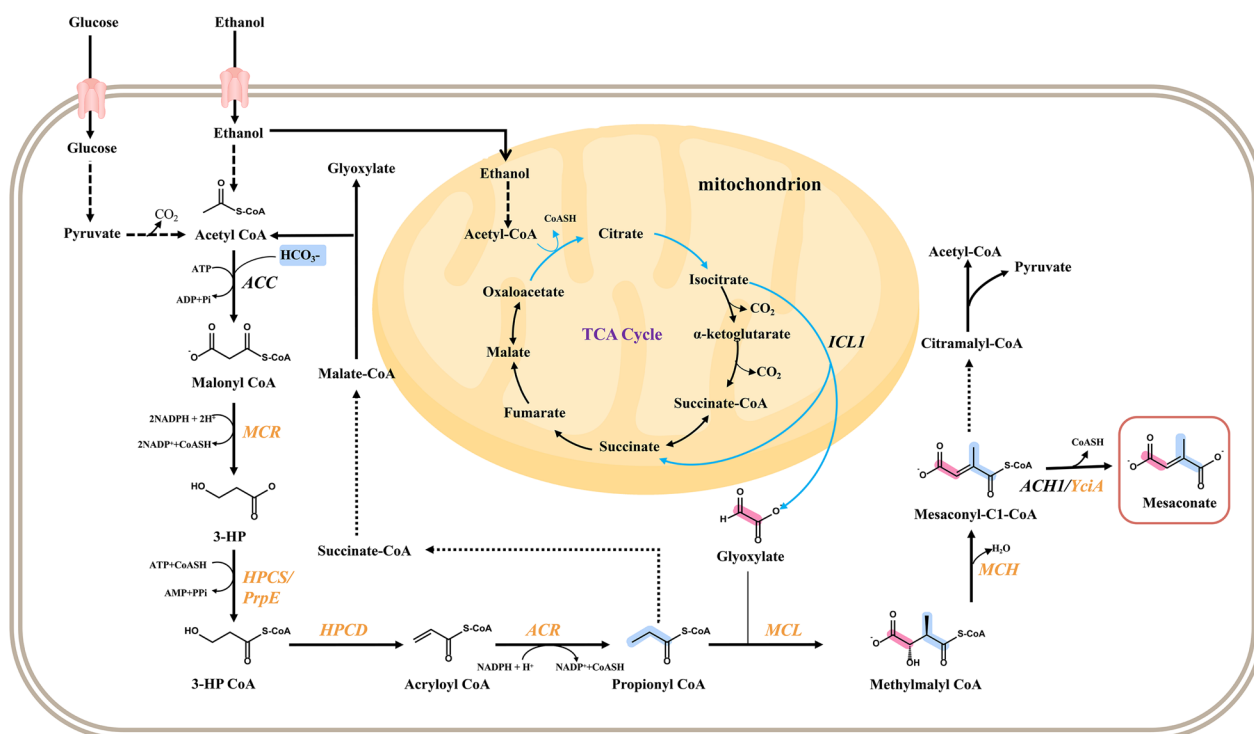 Glucose
Ethanol
Ethanol
Glucose
Glyoxylate
Ethanol
mitochondrion
O
S-CoA
CO₂
CoASH
Pyruvate
Acetyl CoA
Acetyl-CoA
Citrate
Acetyl-CoA
HCO₃-
Pyruvate
ATP
ACC
Isocitrate
ADP+Pi
Oxaloacetate
CO₂
TCA Cycle
α-ketoglutarate
ICL1
Citramalyl-CoA
O
O
-O
S-CoA
Malate
CO₂
Malonyl CoA
Malate-CoA
Succinate-CoA
Fumarate
2NADPH + 2H⁺
MCR
2NADP⁺+CoASH
Succinate
CoASH
O
-O
S-CoA
O
ACH1/YciA
O
-O
O-
O
Mesaconate
HO
O
O
Mesaconyl-C1-CoA
O
H
O-
O
3-HP
Succinate-CoA
Glyoxylate
H₂O
MCH
ATP+CoASH
HPCS/
PrpE
AMP+PPi
HO
S-CoA
O
HPCD
S-CoA
O
ACR
S-CoA
O
MCL
O
-O
OH
S-CoA
O
NADPH + H⁺
NADP⁺+CoASH
3-HP CoA
Acryloyl CoA
Propionyl CoA
Methylmalyl CoA